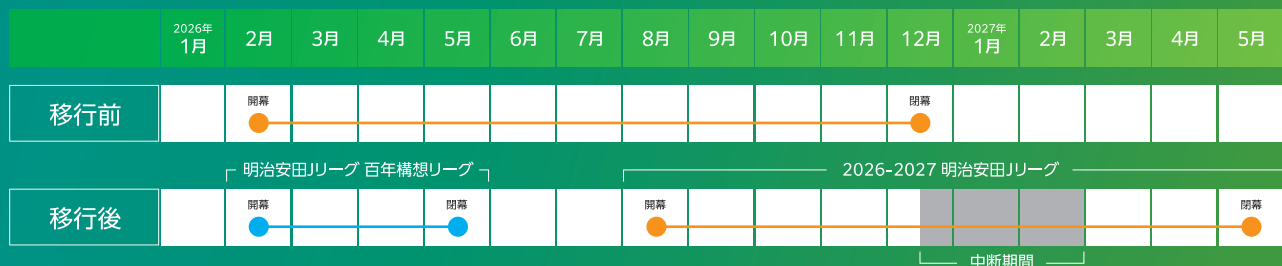 2026年
1月 2月 3月 4月 5月 6月 7月 8月 9月 10月 11月 12月
2027年
1月 2月 3月 4月 5月
移行前
開幕 閉幕
明治安田Jリーグ 百年構想リーグ
2026-2027 明治安田Jリーグ
移行後
開幕 閉幕 開幕 閉幕
中断期間